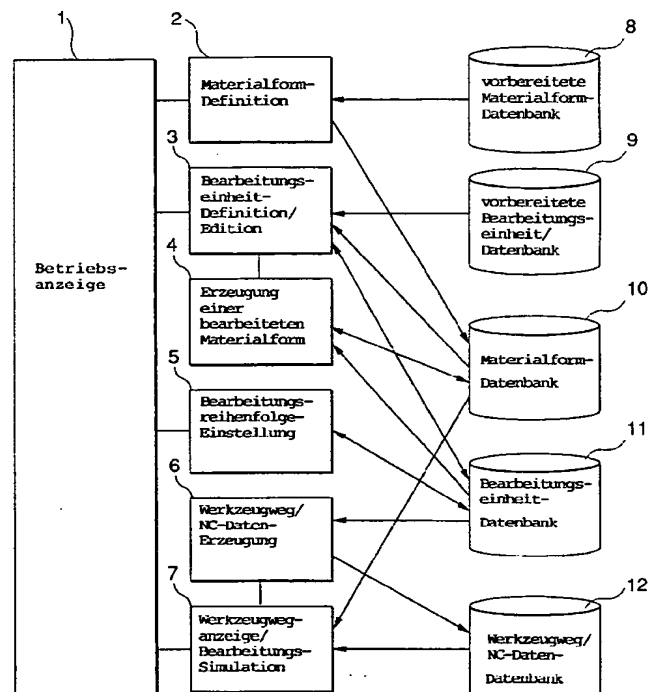 1
2
8
Materialform-
Definition
vorbereitete
Materialform-
Datenbank
3
9
Bearbeitungs-
einheit-
Definition/
Edition
vorbereitete
Bearbeitungs-
einheit/
Datenbank
Betriebs-
anzeige
4
10
Erzeugung
einer
bearbeiteten
Materialform
Materialform-
Datenbank
5
11
Bearbeitungs-
reihenfolge-
Einstellung
Bearbeitungs-
einheit-
Datenbank
6
12
Werkzeugweg/
NC-Daten-
Erzeugung
7
Werkzeugweg-
anzeige/
Bearbeitungs-
Simulation
Werkzeugweg/
NC-Daten-
Datenbank